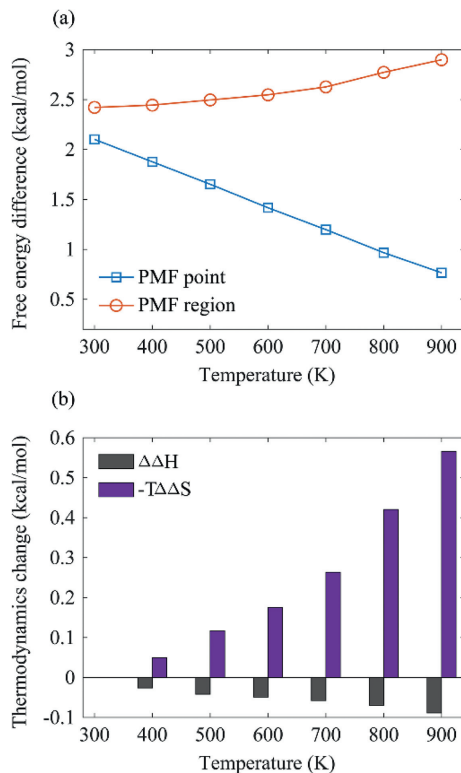 (a)
Free energy difference (kcal/mol)
3
2.5
2
1.5
1
0.5
PMF point
PMF region
300 400 500 600 700 800 900
Temperature (K)
(b)
Thermodynamics change (kcal/mol)
0.6
0.5
0.4
0.3
0.2
0.1
0
-0.1
ΔΔH
-TΔΔS
300 400 500 600 700 800 900
Temperature (K)